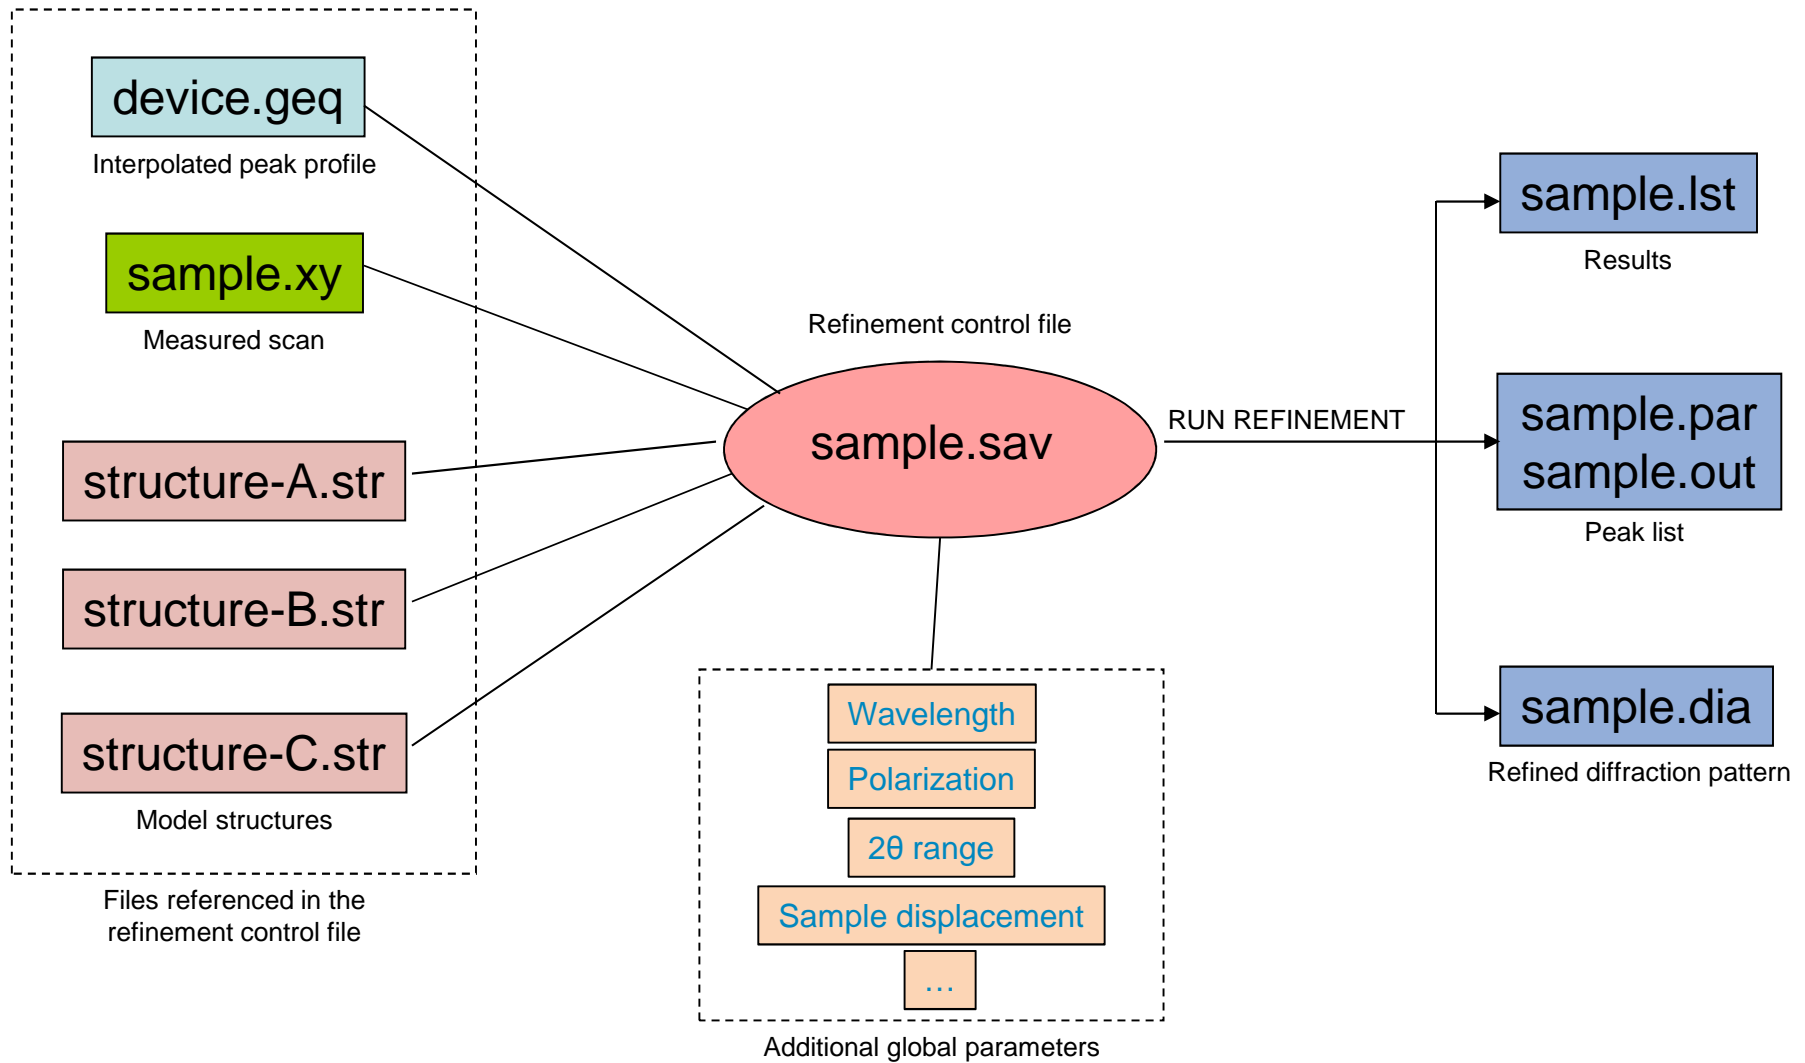 device.geq
Interpolated peak profile
sample.xy
Measured scan
structure-A.str
structure-B.str
structure-C.str
Model structures
Files referenced in the
refinement control file
Refinement control file
sample.sav
RUN REFINEMENT
Wavelength
Polarization
2θ range
Sample displacement
…
Additional global parameters
sample.lst
Results
sample.par
sample.out
Peak list
sample.dia
Refined diffraction pattern